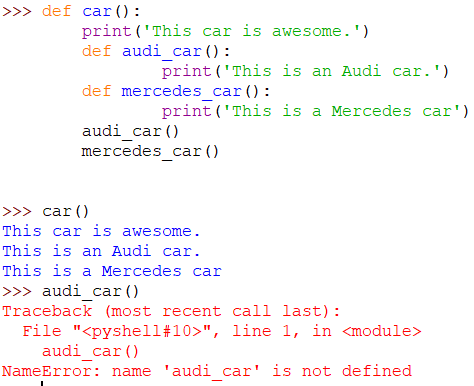 >>> def car():
        print('This car is awesome.')
        def audi_car():
                print('This is an Audi car.')
        def mercedes_car():
                print('This is a Mercedes car')
        audi_car()
        mercedes_car()
>>> car()
This car is awesome.
This is an Audi car.
This is a Mercedes car
>>> audi_car()
Traceback (most recent call last):
  File "<pyshell#10>", line 1, in <module>
    audi_car()
NameError: name 'audi_car' is not defined